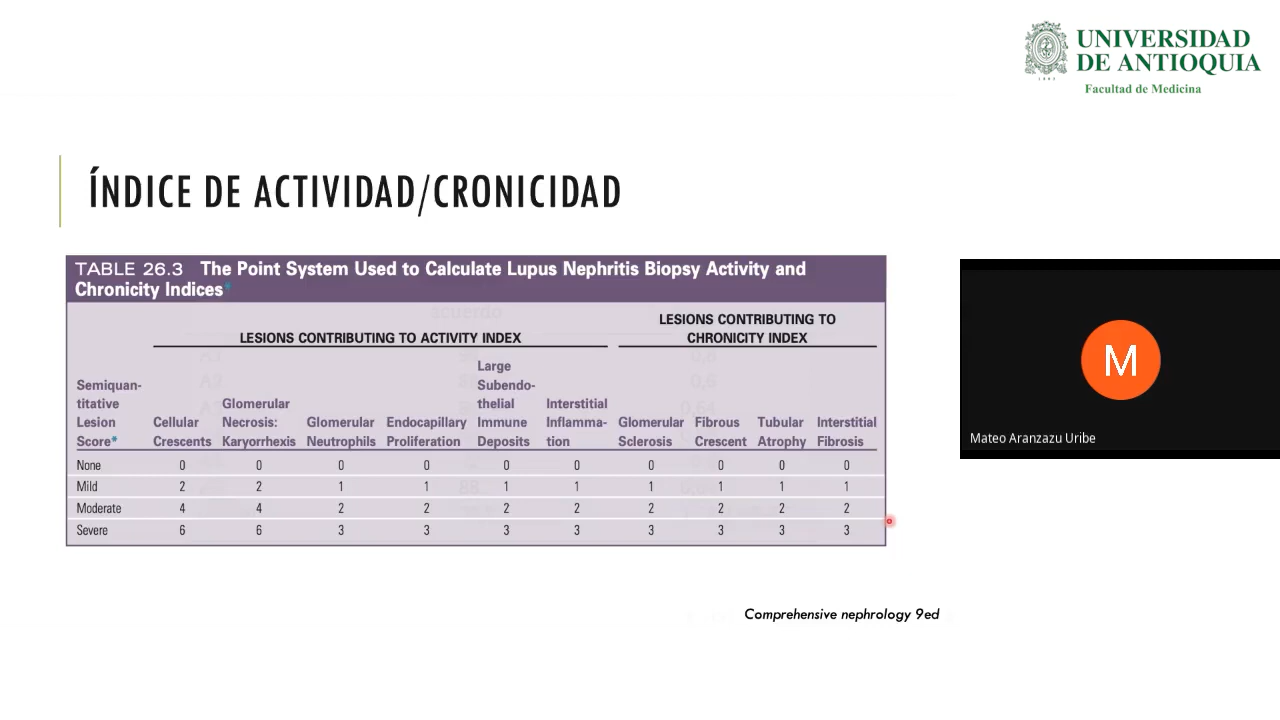 UNIVERSIDAD
DE ANTIOQUIA
1803
Facultad de Medicina
ÍNDICE DE ACTIVIDAD/CRONICIDAD
TABLE 26.3 The Point System Used to Calculate Lupus Nephritis Biopsy Activity and
Chronicity Indices*
LESIONS CONTRIBUTING TO ACTIVITY INDEX
LESIONS CONTRIBUTING TO
CHRONICITY INDEX
Semiquan-
titative
Lesion
Score*
Cellular
Crescents
Glomerular
Necrosis:
Karyorrhexis
Glomerular
Neutrophils
Endocapillary
Proliferation
Large
Subendo-
thelial
Immune
Deposits
Interstitial
Inflamma-
tion
Glomerular
Sclerosis
Fibrous
Crescent
Tubular
Atrophy
Interstitial
Fibrosis
None 0 0 0 0 0 0 0 0 0 0
Mild 2 2 1 1 1 1 1 1 1 1
Moderate 4 4 2 2 2 2 2 2 2 2
Severe 6 6 3 3 3 3 3 3 3 3
Comprehensive nephrology 9ed
M
Mateo Aranzazu Uribe